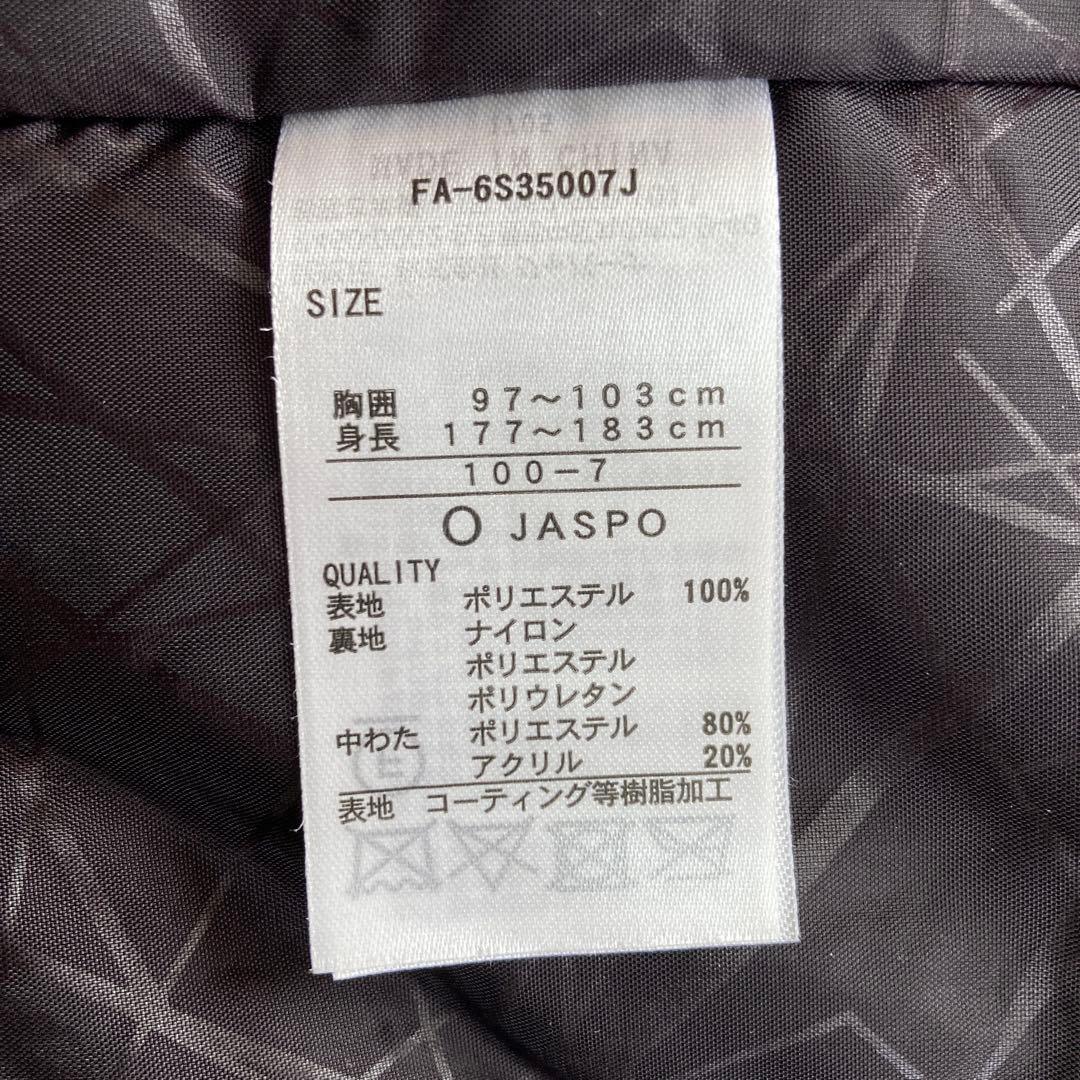 FA-6S35007J
SIZE
胸囲 97〜103cm
身長 177〜183cm
100-7
O JASPO
QUALITY
表地 ポリエステル 100%
裏地 ナイロン
ポリエステル
ポリウレタン
中わた ポリエステル 80%
アクリル 20%
表地 コーティング等樹脂加工